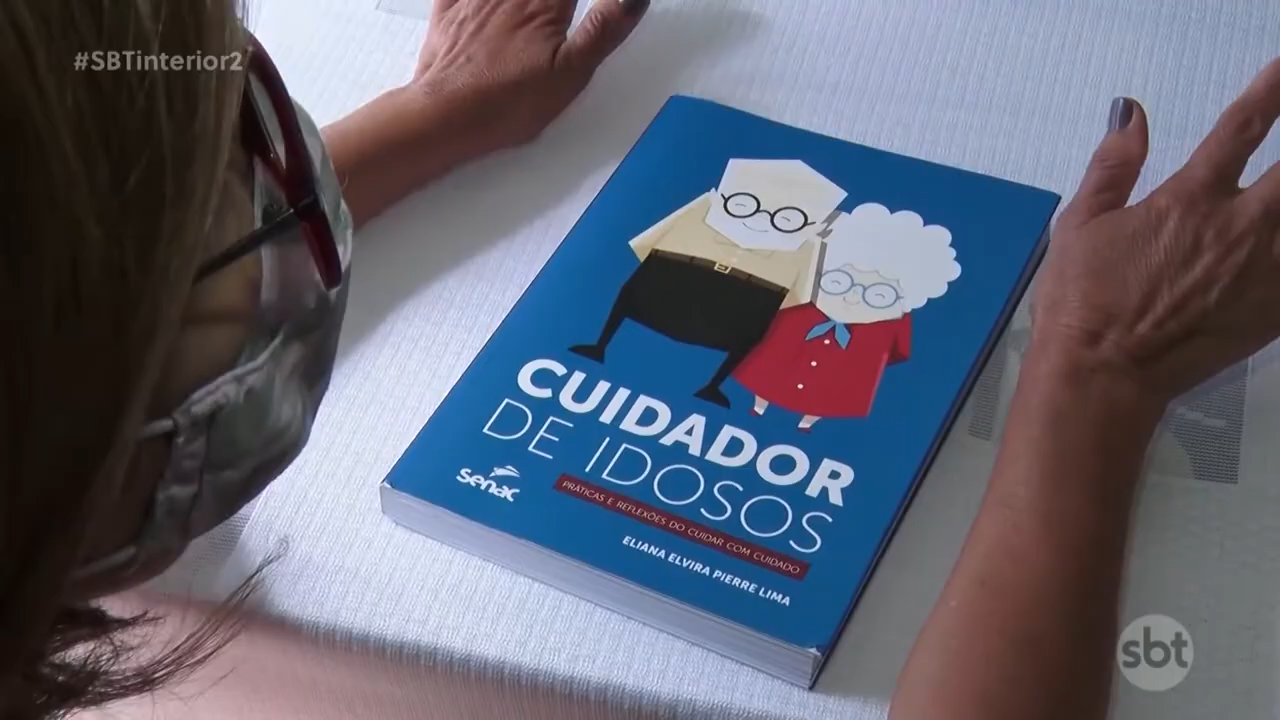 #SBTinterior2
CUIDADOR
DE IDOSOS
senac
PRÁTICAS E REFLEXÕES DO CUIDAR COM CUIDADO
ELIANA ELVIRA PIERRE LIMA
sbt